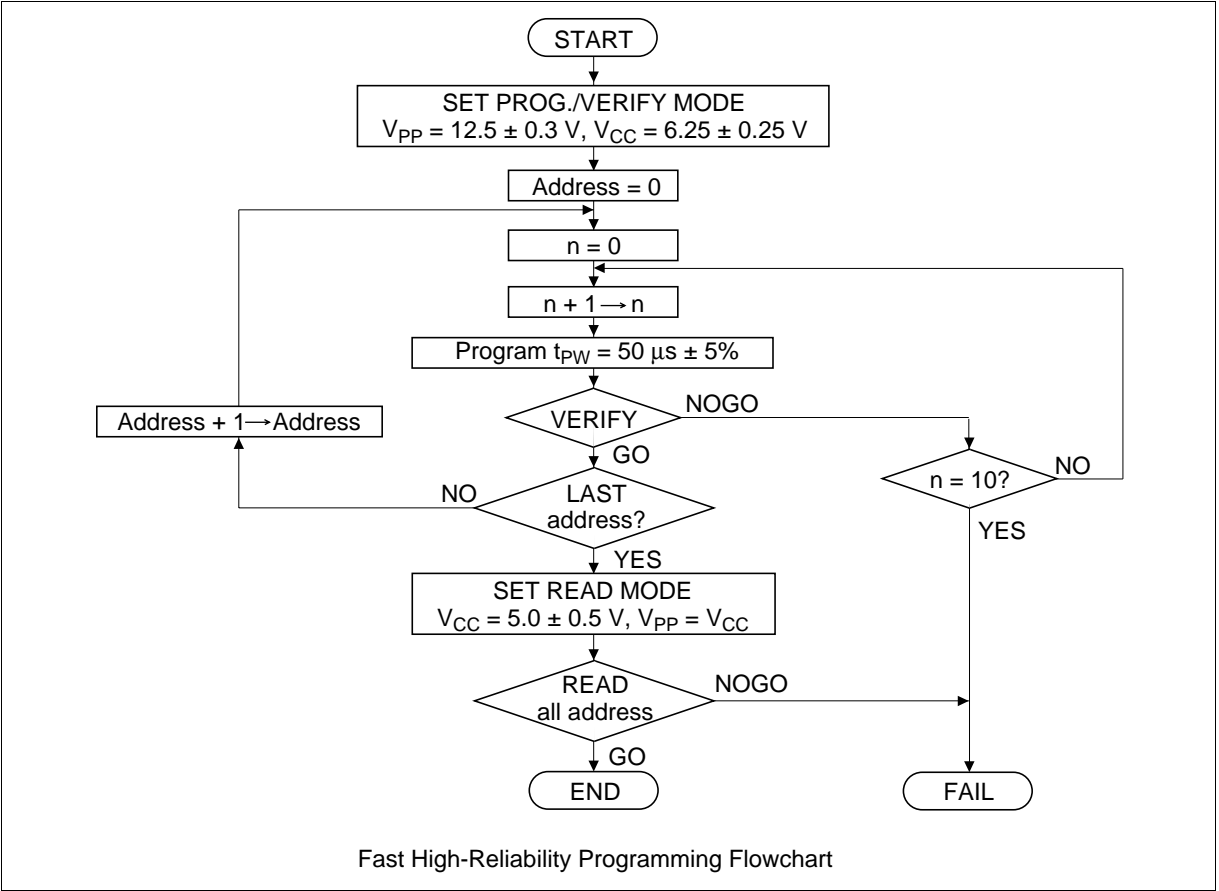 START
SET PROG./VERIFY MODE
VPP = 12.5 ± 0.3 V, VCC = 6.25 ± 0.25 V
Address = 0
n = 0
n + 1→n
Program tPW = 50 µs ± 5%
Address + 1→Address
VERIFY
NOGO
GO
n = 10?
NO
NO
LAST
address?
YES
YES
SET READ MODE
VCC = 5.0 ± 0.5 V, VPP = VCC
READ
all address
NOGO
GO
END
FAIL
Fast High-Reliability Programming Flowchart